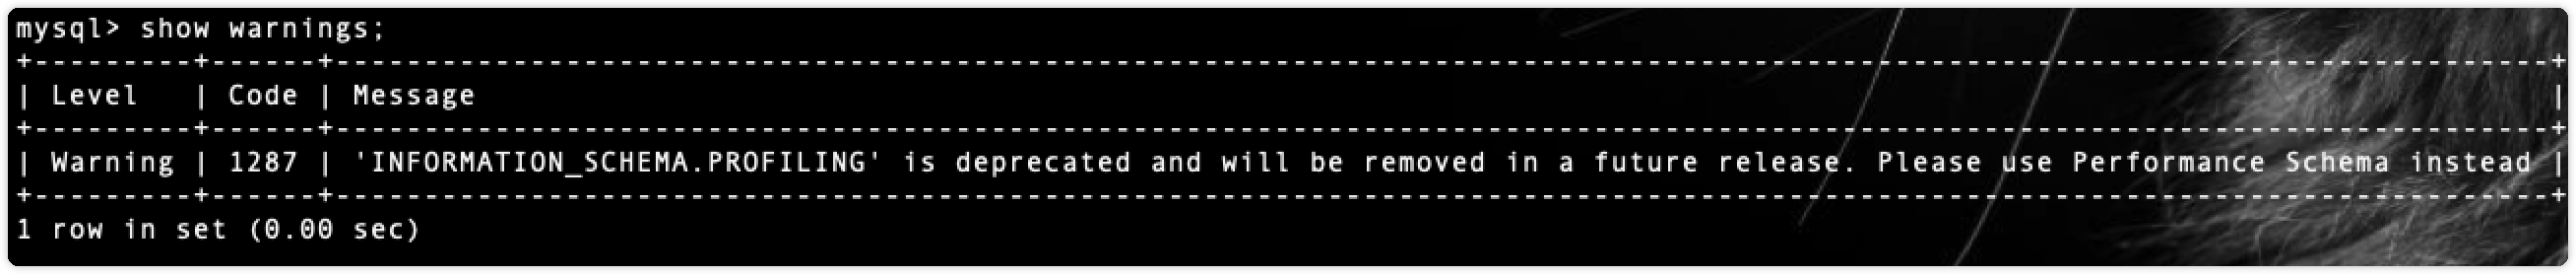 mysql> show warnings;
+---------+------+-----------------------------------------------------------------------------------------------------------------------------+
| Level   | Code | Message                                                                                                                     |
+---------+------+-----------------------------------------------------------------------------------------------------------------------------+
| Warning | 1287 | 'INFORMATION_SCHEMA.PROFILING' is deprecated and will be removed in a future release. Please use Performance Schema instead |
+---------+------+-----------------------------------------------------------------------------------------------------------------------------+
1 row in set (0.00 sec)